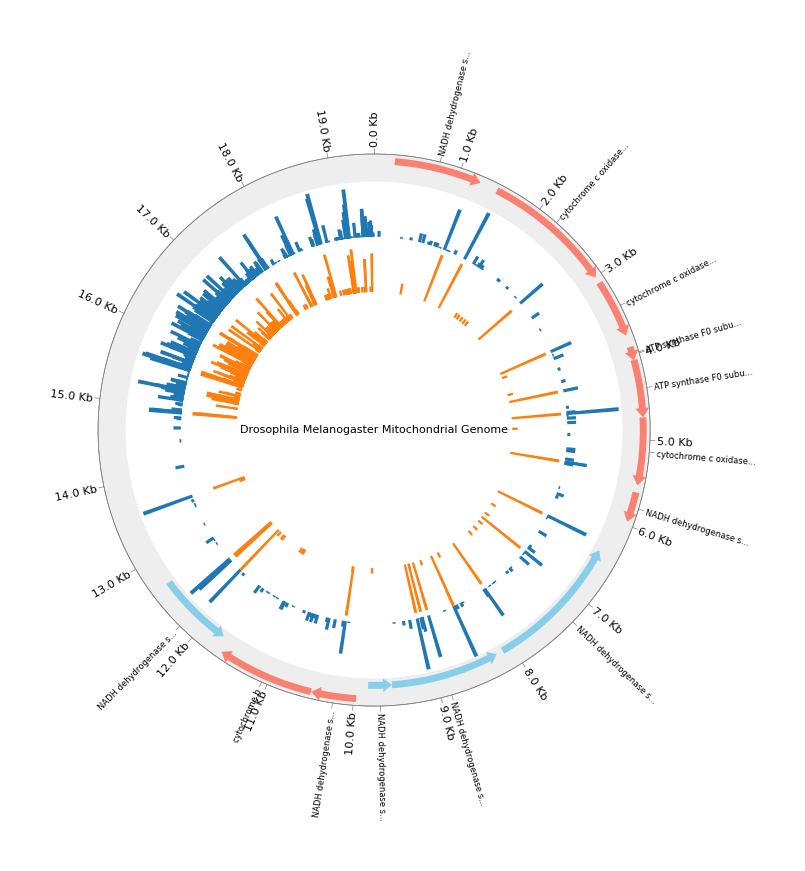 0.0 Kb
NADH dehydrogenase s...
1.0 Kb
2.0 Kb
cytochrome c oxidase...
3.0 Kb
cytochrome c oxidase...
ATP synthase F0 subu...
4.0 Kb
ATP synthase F0 subu...
5.0 Kb
cytochrome c oxidase...
NADH dehydrogenase s...
6.0 Kb
7.0 Kb
NADH dehydrogenase s...
8.0 Kb
NADH dehydrogenase s...
9.0 Kb
NADH dehydrogenase s...
10.0 Kb
NADH dehydrogenase s...
11.0 Kb
cytochrome b
12.0 Kb
NADH dehydrogenase s...
13.0 Kb
14.0 Kb
15.0 Kb
16.0 Kb
17.0 Kb
18.0 Kb
19.0 Kb
Drosophila Melanogaster Mitochondrial Genome